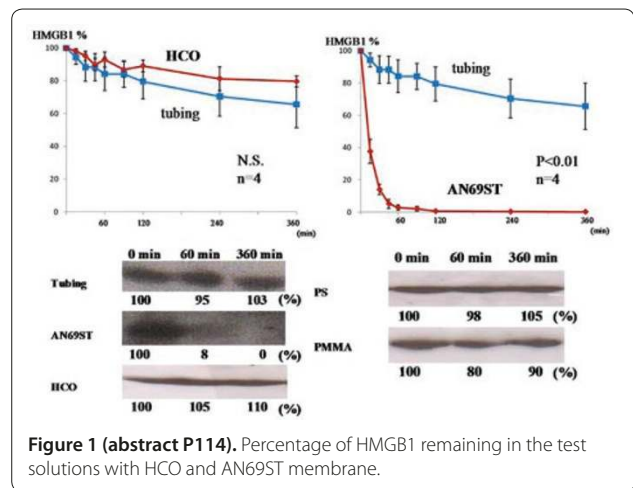 HMGB1 %
100
80
60
40
20
0
HCO
tubing
N.S.
n=4
60 120 240 360
(min)
HMGB1 %
100
80
60
40
20
0
tubing
P<0.01
n=4
AN69ST
60 120 240 360
(min)
0 min 60 min 360 min
Tubing
100 95 103 (%)
AN69ST
100 8 0 (%)
HCO
100 105 110 (%)
0 min 60 min 360 min
PS
100 98 105 (%)
PMMA
100 80 90 (%)
Figure 1 (abstract P114). Percentage of HMGB1 remaining in the test
solutions with HCO and AN69ST membrane.